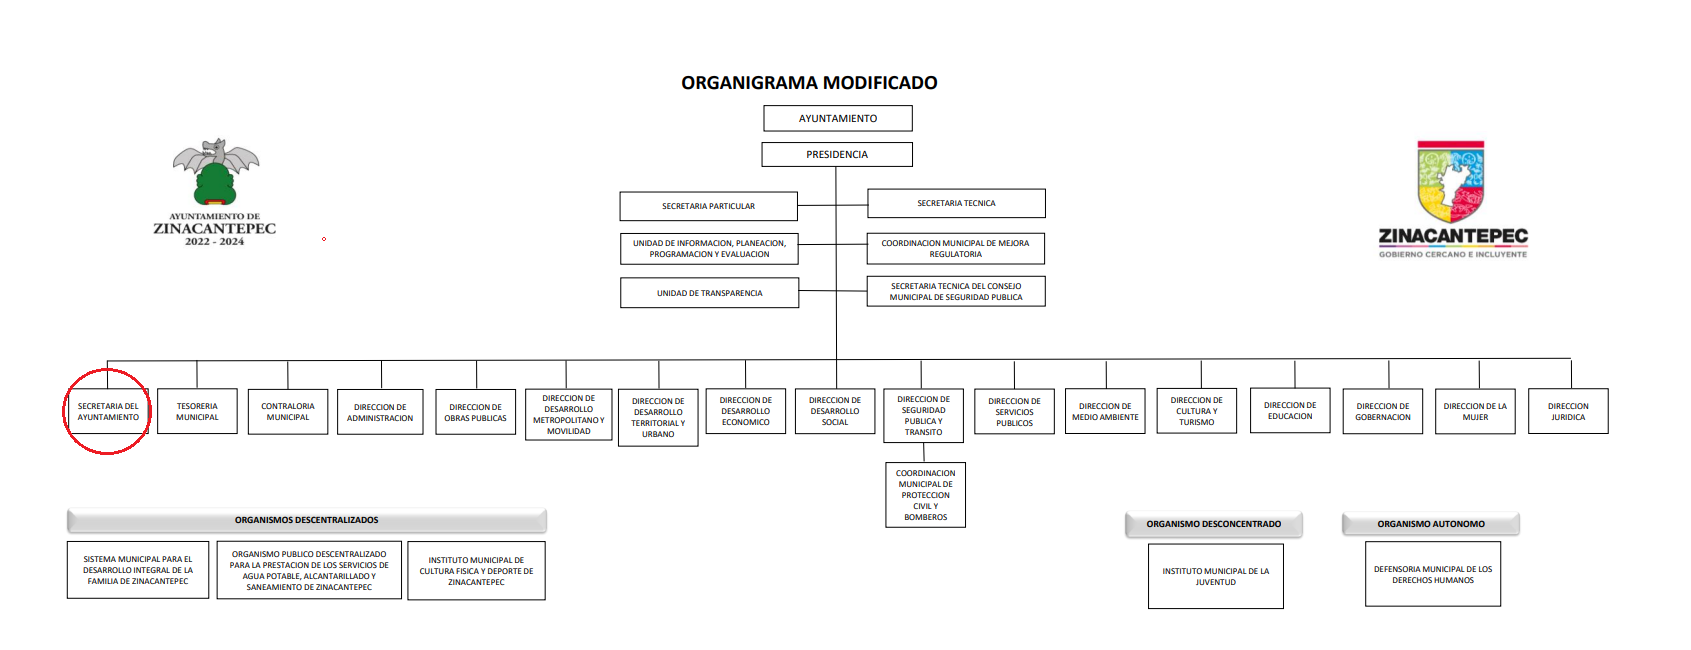 ORGANIGRAMA MODIFICADO
AYUNTAMIENTO
PRESIDENCIA
AYUNTAMIENTO DE
ZINACANTEPEC
2022 - 2024
ZINACANTEPEC
GOBIERNO CERCANO E INCLUYENTE
SECRETARIA PARTICULAR
SECRETARIA TECNICA
UNIDAD DE INFORMACION, PLANEACION,
PROGRAMACION Y EVALUACION
COORDINACION MUNICIPAL DE MEJORA
REGULATORIA
UNIDAD DE TRANSPARENCIA
SECRETARIA TECNICA DEL CONSEJO
MUNICIPAL DE SEGURIDAD PUBLICA
SECRETARIA DEL
AYUNTAMIENTO
TESORERIA
MUNICIPAL
CONTRALORIA
MUNICIPAL
DIRECCION DE
ADMINISTRACION
DIRECCION DE
OBRAS PUBLICAS
DIRECCION DE
DESARROLLO
METROPOLITANO Y
MOVILIDAD
DIRECCION DE
DESARROLLO
TERRITORIAL Y
URBANO
DIRECCION DE
DESARROLLO
ECONOMICO
DIRECCION DE
DESARROLLO
SOCIAL
DIRECCION DE
SEGURIDAD
PUBLICA Y
TRANSITO
DIRECCION DE
SERVICIOS
PUBLICOS
DIRECCION DE
MEDIO AMBIENTE
DIRECCION DE
CULTURA Y
TURISMO
DIRECCION DE
EDUCACION
DIRECCION DE
GOBERNACION
DIRECCION DE LA
MUJER
DIRECCION
JURIDICA
COORDINACION
MUNICIPAL DE
PROTECCION
CIVIL Y
BOMBEROS
ORGANISMOS DESCENTRALIZADOS
SISTEMA MUNICIPAL PARA EL
DESARROLLO INTEGRAL DE LA
FAMILIA DE ZINACANTEPEC
ORGANISMO PUBLICO DESCENTRALIZADO
PARA LA PRESTACION DE LOS SERVICIOS DE
AGUA POTABLE, ALCANTARILLADO Y
SANEAMIENTO DE ZINACANTEPEC
INSTITUTO MUNICIPAL DE
CULTURA FISICA Y DEPORTE DE
ZINACANTEPEC
ORGANISMO DESCONCENTRADO
INSTITUTO MUNICIPAL DE LA
JUVENTUD
ORGANISMO AUTONOMO
DEFENSORIA MUNICIPAL DE LOS
DERECHOS HUMANOS